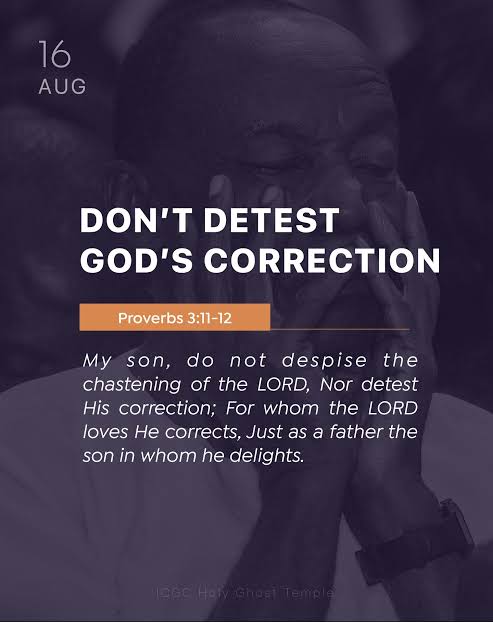 16
AUG
DON'T DETEST
GOD'S CORRECTION
Proverbs 3:11-12
My son, do not despise the
chastening of the LORD, Nor detest
His correction; For whom the LORD
loves He corrects, Just as a father the
son in whom he delights.
ICGC Holy Ghost Temple